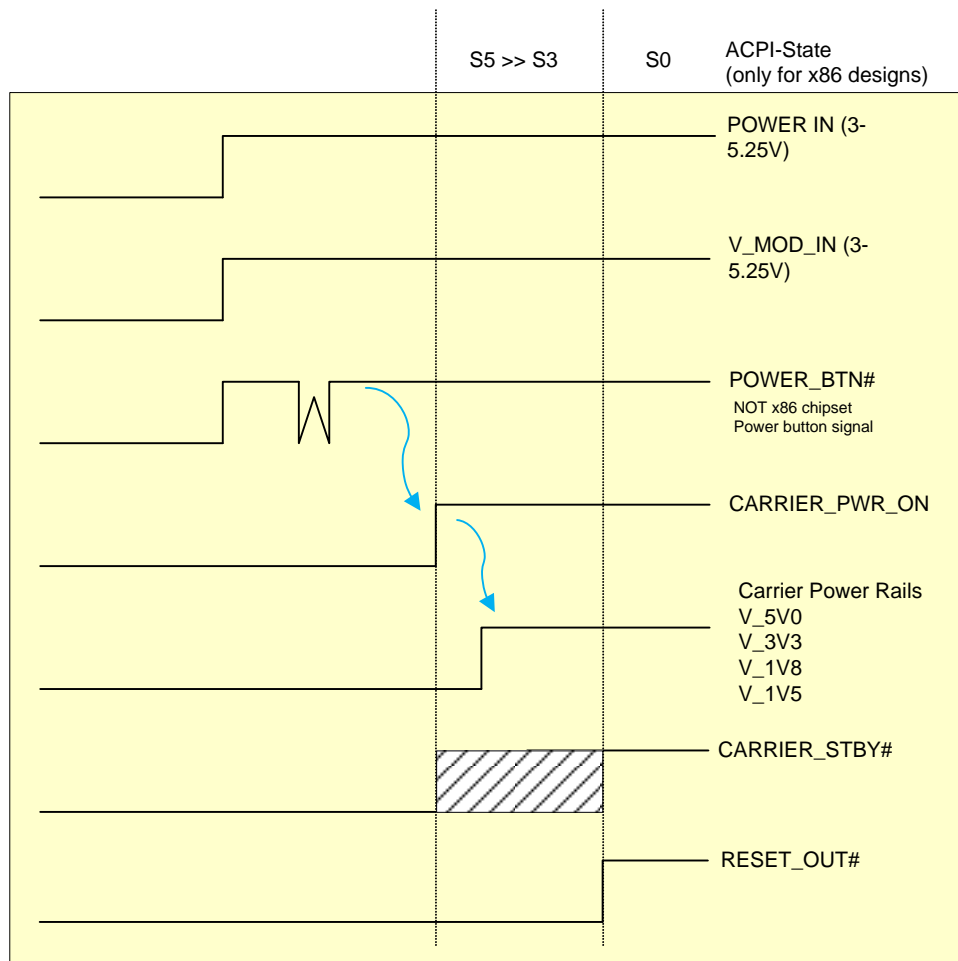 S5 >> S3
S0
ACPI-State
(only for x86 designs)
POWER IN (3-
5.25V)
V_MOD_IN (3-
5.25V)
POWER_BTN#
NOT x86 chipset
Power button signal
CARRIER_PWR_ON
Carrier Power Rails
V_5V0
V_3V3
V_1V8
V_1V5
CARRIER_STBY#
RESET_OUT#